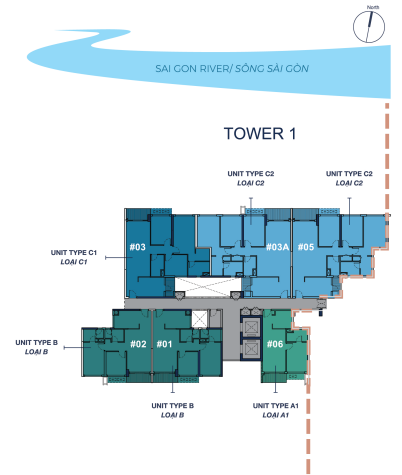 North
SAI GON RIVER/ SÔNG SÀI GÒN
TOWER 1
UNIT TYPE C2
LOẠI C2
UNIT TYPE C2
LOẠI C2
#03
#03A
#05
UNIT TYPE C1
LOẠI C1
UNIT TYPE B
LOẠI B
#02
#01
#06
UNIT TYPE B
LOẠI B
UNIT TYPE A1
LOẠI A1